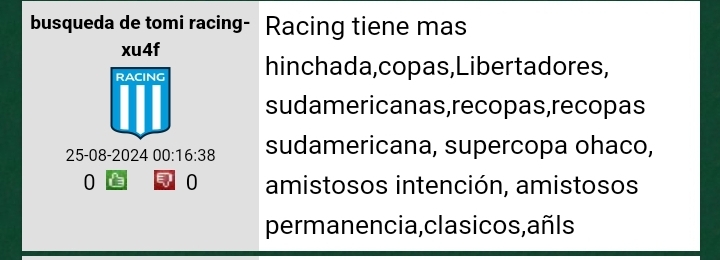 busqueda de tomi racing-
xu4f
RACING
25-08-2024 00:16:38
0 0
Racing tiene mas
hinchada,copas,Libertadores,
sudamericanas,recopas,recopas
sudamericana, supercopa ohaco,
amistosos intención, amistosos
permanencia,clasicos,añls